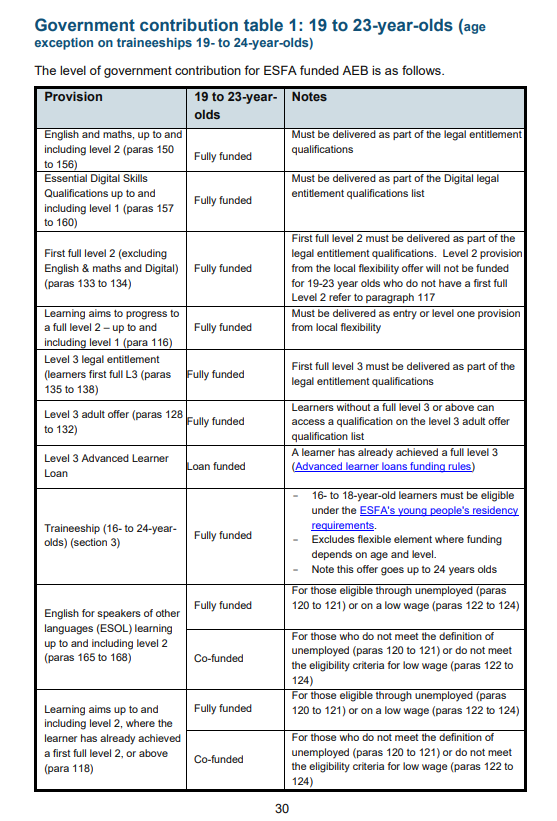 Government contribution table 1: 19 to 23-year-olds (age
exception on traineeships 19- to 24-year-olds)
The level of government contribution for ESFA funded AEB is as follows.
Provision
19 to 23-year-
olds
Notes
English and maths, up to and
including level 2 (paras 150
to 156)
Fully funded
Must be delivered as part of the legal entitlement
qualifications
Essential Digital Skills
Qualifications up to and
including level 1 (paras 157
to 160)
Fully funded
Must be delivered as part of the Digital legal
entitlement qualifications list
First full level 2 (excluding
English & maths and Digital)
(paras 133 to 134)
Fully funded
First full level 2 must be delivered as part of the
legal entitlement qualifications. Level 2 provision
from the local flexibility offer will not be funded
for 19-23 year olds who do not have a first full
Level 2 refer to paragraph 117
Learning aims to progress to
a full level 2 – up to and
including level 1 (para 116)
Fully funded
Must be delivered as entry or level one provision
from local flexibility
Level 3 legal entitlement
(learners first full L3 (paras
135 to 138)
Fully funded
First full level 3 must be delivered as part of the
legal entitlement qualifications
Level 3 adult offer (paras 128
to 132)
Fully funded
Learners without a full level 3 or above can
access a qualification on the level 3 adult offer
qualification list
Level 3 Advanced Learner
Loan
Loan funded
A learner has already achieved a full level 3
(Advanced learner loans funding rules)
Traineeship (16- to 24-year-
olds) (section 3)
Fully funded
− 16- to 18-year-old learners must be eligible
under the ESFA's young people's residency
requirements.
− Excludes flexible element where funding
depends on age and level.
− Note this offer goes up to 24 years olds
English for speakers of other
languages (ESOL) learning
up to and including level 2
(paras 165 to 168)
Fully funded
For those eligible through unemployed (paras
120 to 121) or on a low wage (paras 122 to 124)
Co-funded
For those who do not meet the definition of
unemployed (paras 120 to 121) or do not meet
the eligibility criteria for low wage (paras 122 to
124)
Learning aims up to and
including level 2, where the
learner has already achieved
a first full level 2, or above
(para 118)
Fully funded
For those eligible through unemployed (paras
120 to 121) or on a low wage (paras 122 to 124)
Co-funded
For those who do not meet the definition of
unemployed (paras 120 to 121) or do not meet
the eligibility criteria for low wage (paras 122 to
124)
30